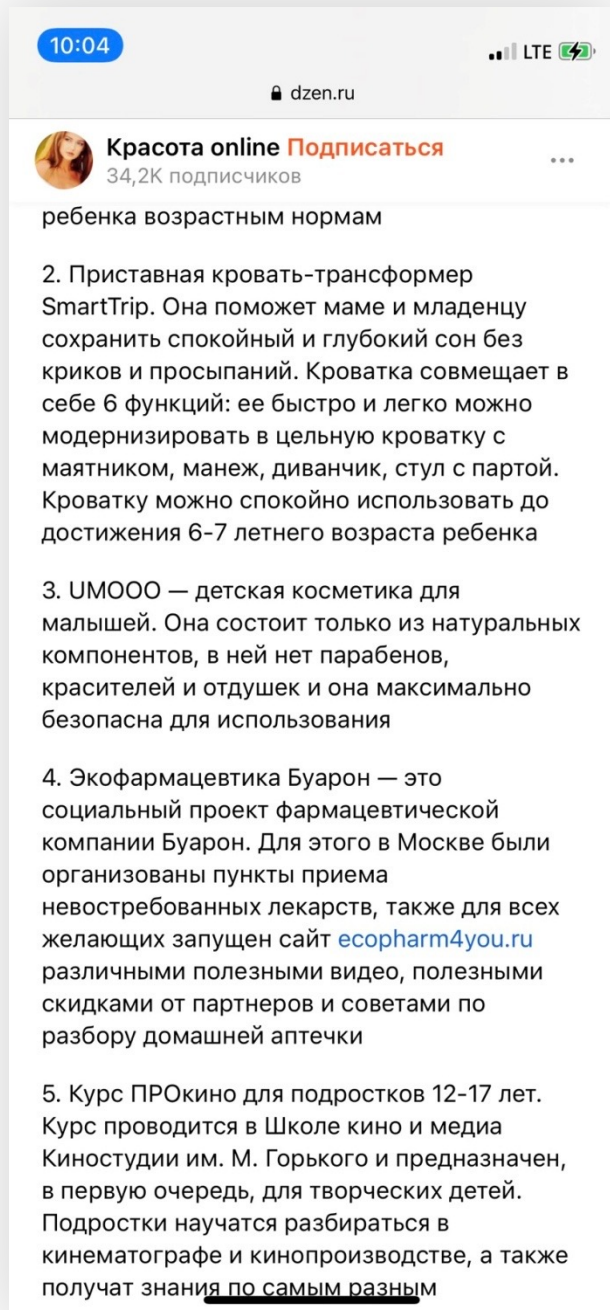 10:04
LTE
dzen.ru
Красота online Подписаться
34,2K подписчиков
ребенка возрастным нормам
2. Приставная кровать-трансформер
SmartTrip. Она поможет маме и младенцу
сохранить спокойный и глубокий сон без
криков и просыпаний. Кроватка совмещает в
себе 6 функций: ее быстро и легко можно
модернизировать в цельную кроватку с
маятником, манеж, диванчик, стул с партой.
Кроватку можно спокойно использовать до
достижения 6-7 летнего возраста ребенка
3. UMOOO — детская косметика для
малышей. Она состоит только из натуральных
компонентов, в ней нет парабенов,
красителей и отдушек и она максимально
безопасна для использования
4. Экофармацевтика Буарон — это
социальный проект фармацевтической
компании Буарон. Для этого в Москве были
организованы пункты приема
невостребованных лекарств, также для всех
желающих запущен сайт ecopharm4you.ru
различными полезными видео, полезными
скидками от партнеров и советами по
разбору домашней аптечки
5. Курс ПРОкино для подростков 12-17 лет.
Курс проводится в Школе кино и медиа
Киностудии им. М. Горького и предназначен,
в первую очередь, для творческих детей.
Подростки научатся разбираться в
кинематографе и кинопроизводстве, а также
получат знания по самым разным